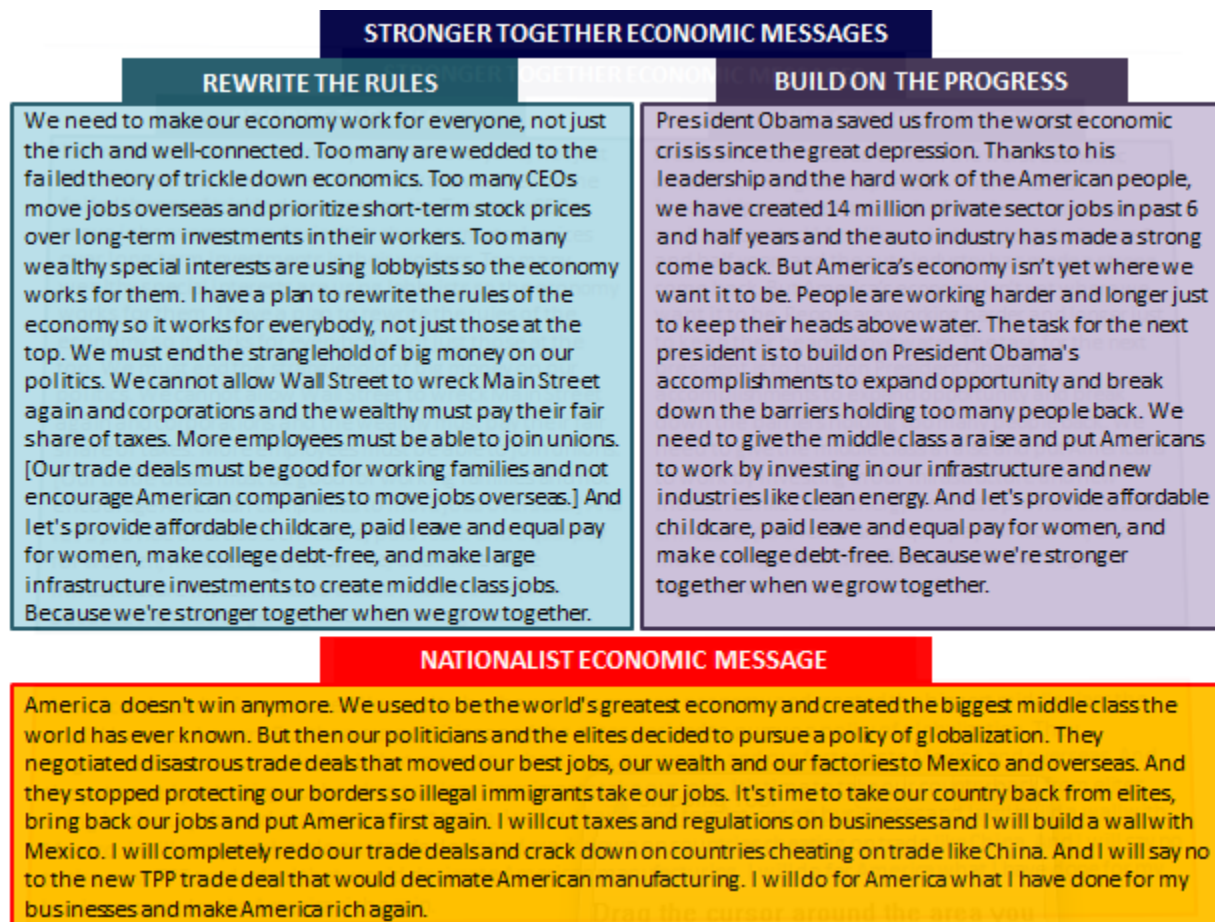 STRONGER TOGETHER ECONOMIC MESSAGES
REWRITE THE RULES
We need to make our economy work for everyone, not just
the rich and well-connected. Too many are wedded to the
failed theory of trickle down economics. Too many CEOs
move jobs overseas and prioritize short-term stock prices
over long-term investments in their workers. Too many
wealthy special interests are using lobbyists so the economy
works for them. I have a plan to rewrite the rules of the
economy so it works for everybody, not just those at the
top. We must end the stranglehold of big money on our
politics. We cannot allow Wall Street to wreck Main Street
again and corporations and the wealthy must pay their fair
share of taxes. More employees must be able to join unions.
[Our trade deals must be good for working families and not
encourage American companies to move jobs overseas.] And
let's provide affordable childcare, paid leave and equal pay
for women, make college debt-free, and make large
infrastructure investments to create middle class jobs.
Because we're stronger together when we grow together.
BUILD ON THE PROGRESS
President Obama saved us from the worst economic
crisis since the great depression. Thanks to his
leadership and the hard work of the American people,
we have created 14 million private sector jobs in past 6
and half years and the auto industry has made a strong
come back. But America's economy isn't yet where we
want it to be. People are working harder and longer just
to keep their heads above water. The task for the next
president is to build on President Obama's
accomplishments to expand opportunity and break
down the barriers holding too many people back. We
need to give the middle class a raise and put Americans
to work by investing in our infrastructure and new
industries like clean energy. And let's provide affordable
childcare, paid leave and equal pay for women, and
make college debt-free. Because we're stronger
together when we grow together.
NATIONALIST ECONOMIC MESSAGE
America doesn't win anymore. We used to be the world's greatest economy and created the biggest middle class the
world has ever known. But then our politicians and the elites decided to pursue a policy of globalization. They
negotiated disastrous trade deals that moved our best jobs, our wealth and our factories to Mexico and overseas. And
they stopped protecting our borders so illegal immigrants take our jobs. It's time to take our country back from elites,
bring back our jobs and put America first again. I will cut taxes and regulations on businesses and I will build a wall with
Mexico. I will completely redo our trade deals and crack down on countries cheating on trade like China. And I will say no
to the new TPP trade deal that would decimate American manufacturing. I will do for America what I have done for my
businesses and make America rich again.
Drag the cursor around the area you